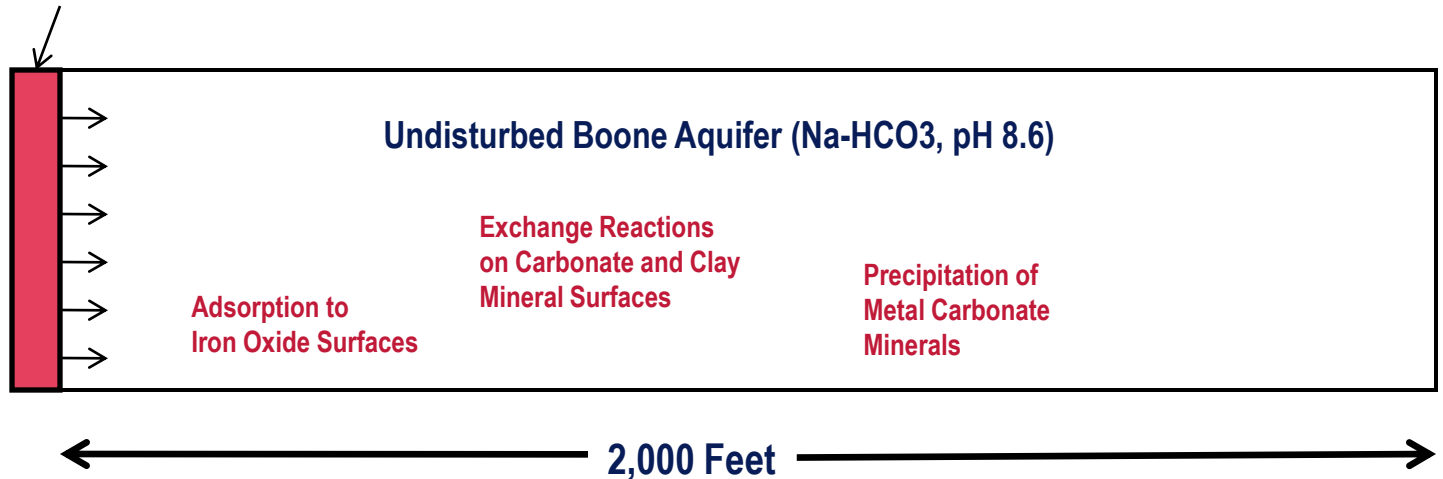 Undisturbed Boone Aquifer (Na-HCO3, pH 8.6)
Exchange Reactions
on Carbonate and Clay
Mineral Surfaces
Adsorption to
Iron Oxide Surfaces
Precipitation of
Metal Carbonate
Minerals
2,000 Feet